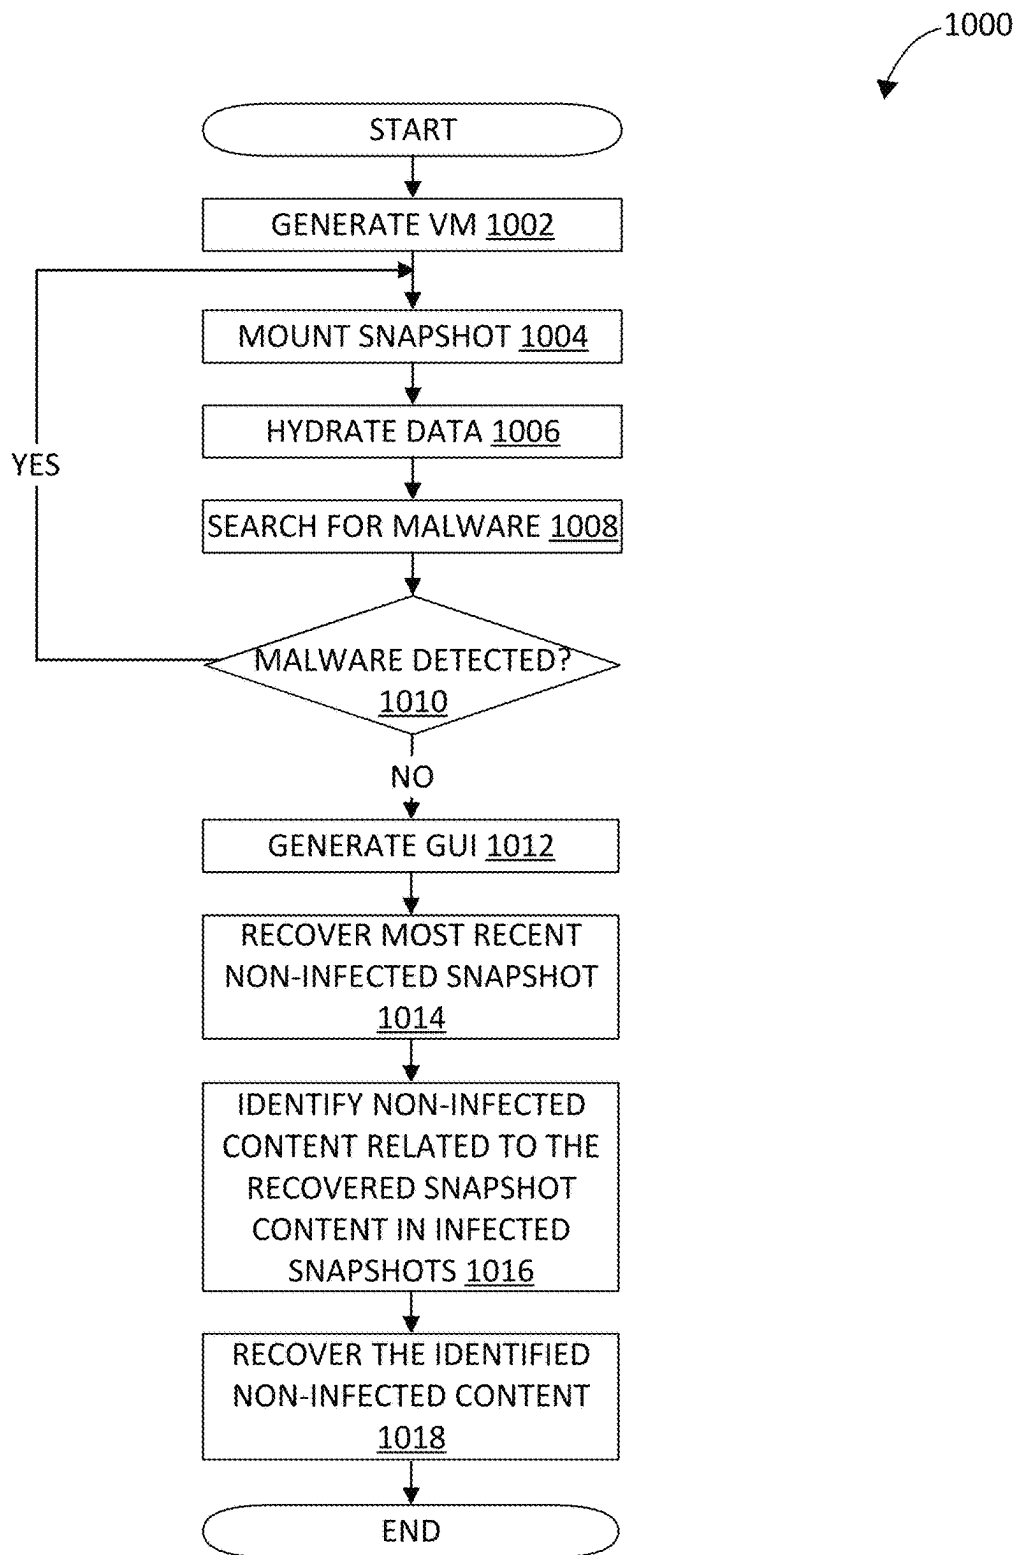 1000
START
GENERATE VM 1002
MOUNT SNAPSHOT 1004
HYDRATE DATA 1006
YES
SEARCH FOR MALWARE 1008
MALWARE DETECTED?
1010
NO
GENERATE GUI 1012
RECOVER MOST RECENT
NON-INFECTED SNAPSHOT
1014
IDENTIFY NON-INFECTED
CONTENT RELATED TO THE
RECOVERED SNAPSHOT
CONTENT IN INFECTED
SNAPSHOTS 1016
RECOVER THE IDENTIFIED
NON-INFECTED CONTENT
1018
END